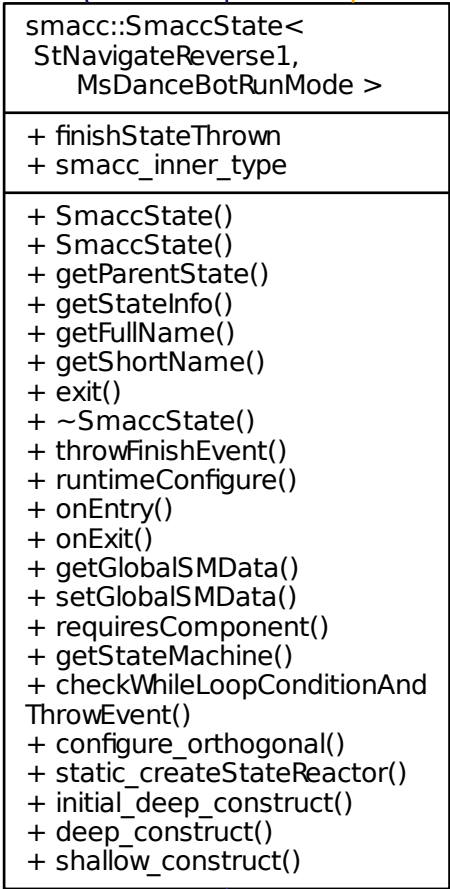 smacc::SmaccState<
StNavigateReverse1,
MsDanceBotRunMode >
+ finishStateThrown
+ smacc_inner_type
+ SmaccState()
+ SmaccState()
+ getParentState()
+ getStateInfo()
+ getFullName()
+ getShortName()
+ exit()
+ ~SmaccState()
+ throwFinishEvent()
+ runtimeConfigure()
+ onEntry()
+ onExit()
+ getGlobalSMData()
+ setGlobalSMData()
+ requiresComponent()
+ getStateMachine()
+ checkWhileLoopConditionAnd
ThrowEvent()
+ configure_orthogonal()
+ static_createStateReactor()
+ initial_deep_construct()
+ deep_construct()
+ shallow_construct()